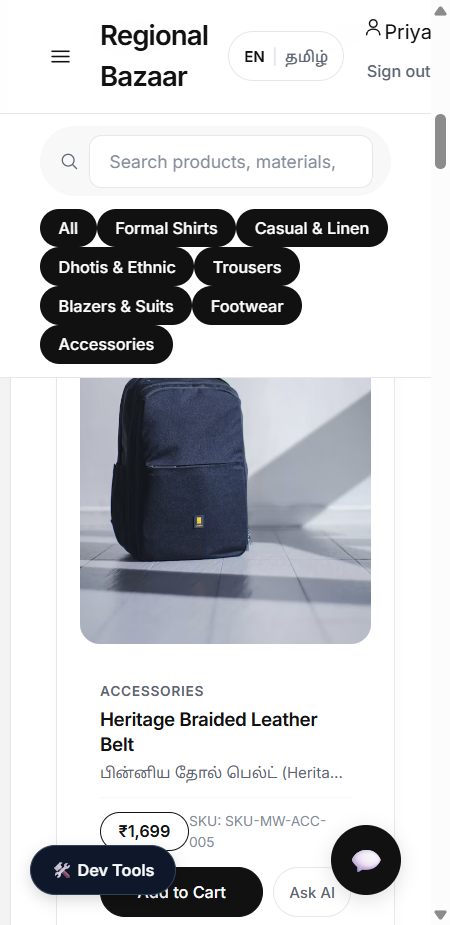 Regional
Bazaar
EN | தமிழ்
Priya
Sign out
Search products, materials,
All
Formal Shirts
Casual & Linen
Dhotis & Ethnic
Trousers
Blazers & Suits
Footwear
Accessories
ACCESSORIES
Heritage Braided Leather
Belt
பின்னிய தோல் பெல்ட் (Herita...
₹1,699
SKU: SKU-MW-ACC-
005
Dev Tools
Add to Cart
Ask AI